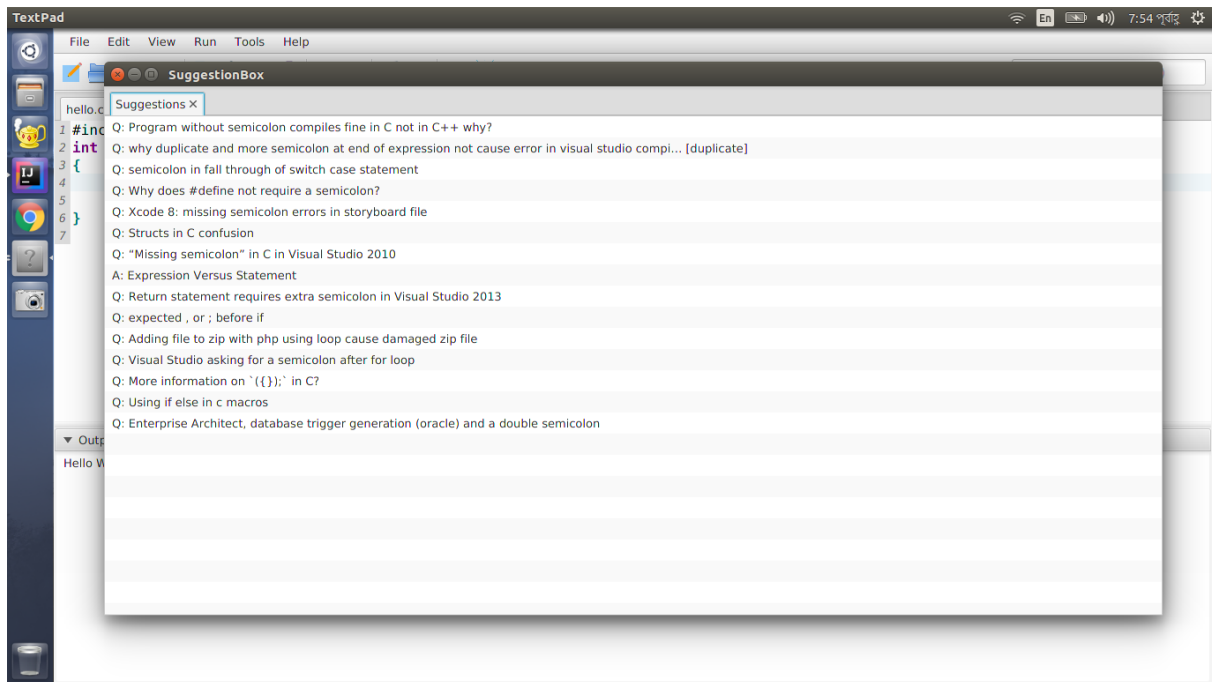 TextPad
En
7:54 পূর্বাহ্ণ
File Edit View Run Tools Help
SuggestionBox
hello.c
Suggestions
1 #inc
2 int
3 {
4
5
6 }
7
Q: Program without semicolon compiles fine in C not in C++ why?
Q: why duplicate and more semicolon at end of expression not cause error in visual studio compi... [duplicate]
Q: semicolon in fall through of switch case statement
Q: Why does #define not require a semicolon?
Q: Xcode 8: missing semicolon errors in storyboard file
Q: Structs in C confusion
Q: “Missing semicolon” in C in Visual Studio 2010
A: Expression Versus Statement
Q: Return statement requires extra semicolon in Visual Studio 2013
Q: expected , or ; before if
Q: Adding file to zip with php using loop cause damaged zip file
Q: Visual Studio asking for a semicolon after for loop
Q: More information on `({});` in C?
Q: Using if else in c macros
Q: Enterprise Architect, database trigger generation (oracle) and a double semicolon
Outp
Hello W
IJ